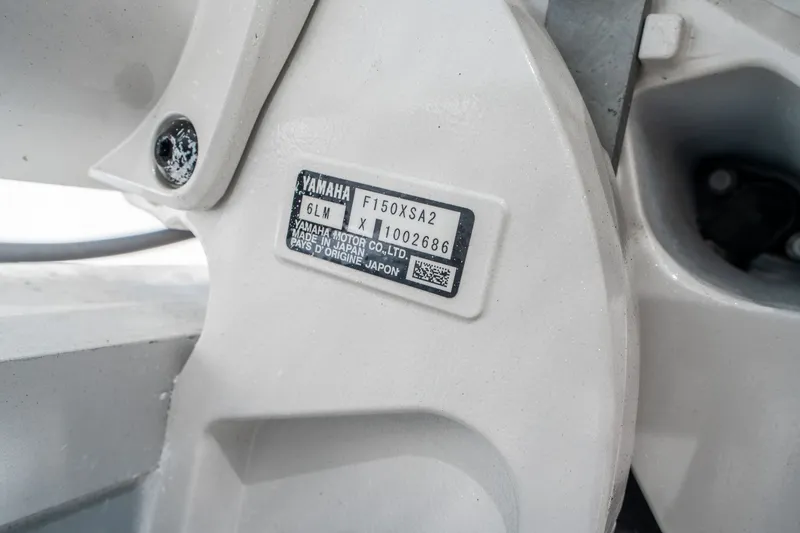 YAMAHA
F150XSA2
6LM
X 1002686
YAMAHA MOTOR CO.,LTD.
MADE IN JAPAN
PAYS D' ORIGINE JAPON